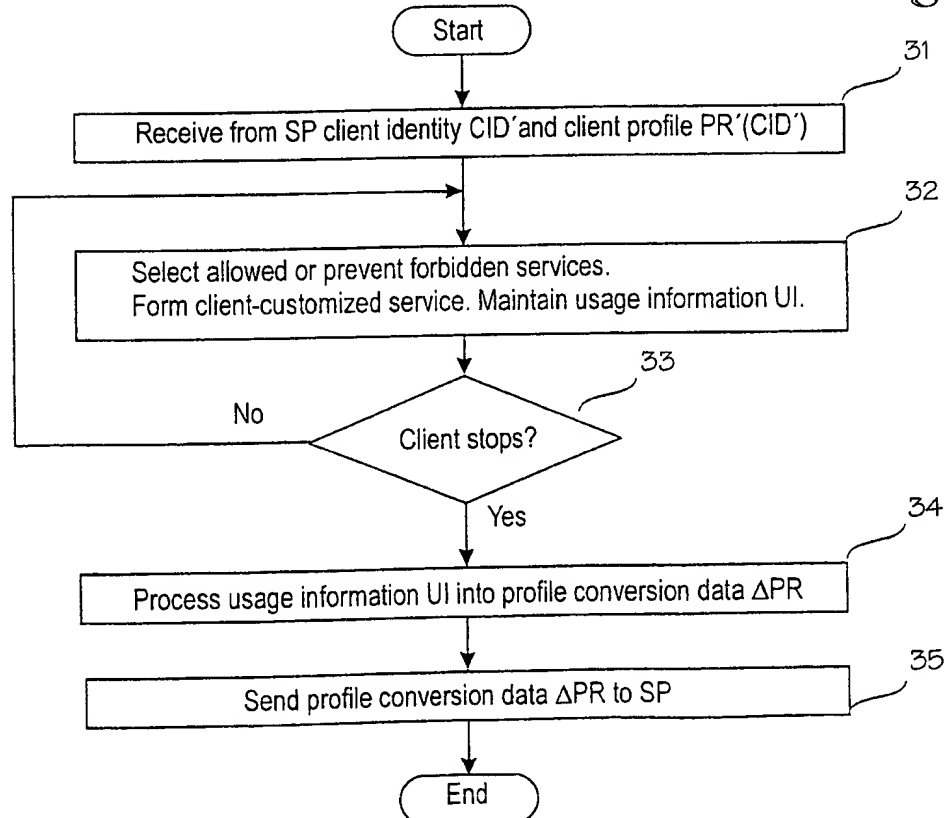 Start
31
Receive from SP client identity CID´and client profile PR´(CID´)
32
Select allowed or prevent forbidden services.
Form client-customized service. Maintain usage information UI.
33
No
Client stops?
Yes
34
Process usage information UI into profile conversion data ΔPR
35
Send profile conversion data ΔPR to SP
End